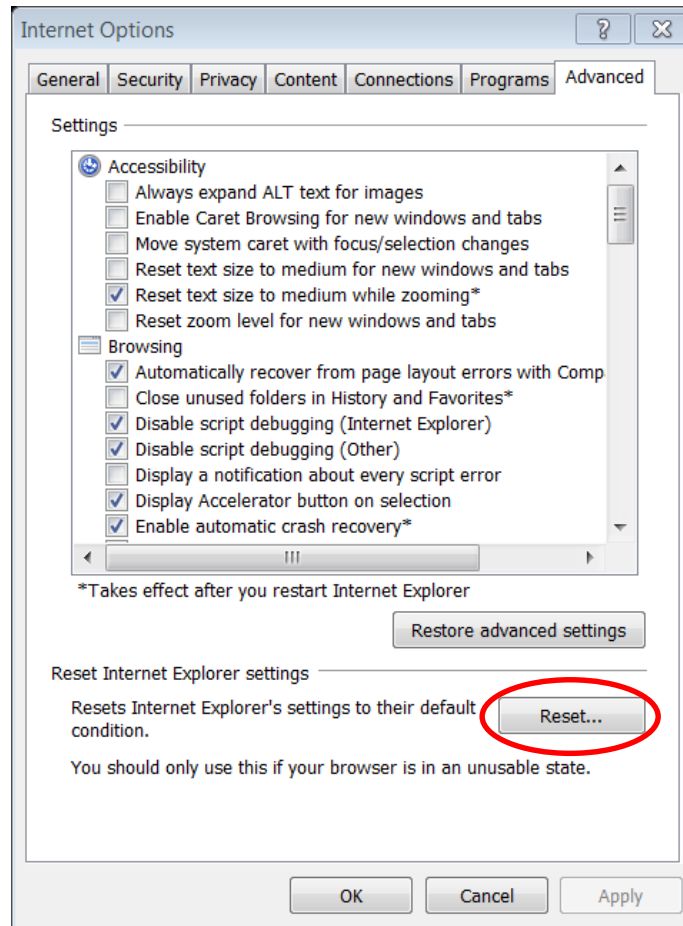 Internet Options
General Security Privacy Content Connections Programs Advanced
Settings
Accessibility
Always expand ALT text for images
Enable Caret Browsing for new windows and tabs
Move system caret with focus/selection changes
Reset text size to medium for new windows and tabs
Reset text size to medium while zooming*
Reset zoom level for new windows and tabs
Browsing
Automatically recover from page layout errors with Comp
Close unused folders in History and Favorites*
Disable script debugging (Internet Explorer)
Disable script debugging (Other)
Display a notification about every script error
Display Accelerator button on selection
Enable automatic crash recovery*
*Takes effect after you restart Internet Explorer
Restore advanced settings
Reset Internet Explorer settings
Resets Internet Explorer's settings to their default
condition.
Reset...
You should only use this if your browser is in an unusable state.
OK Cancel Apply